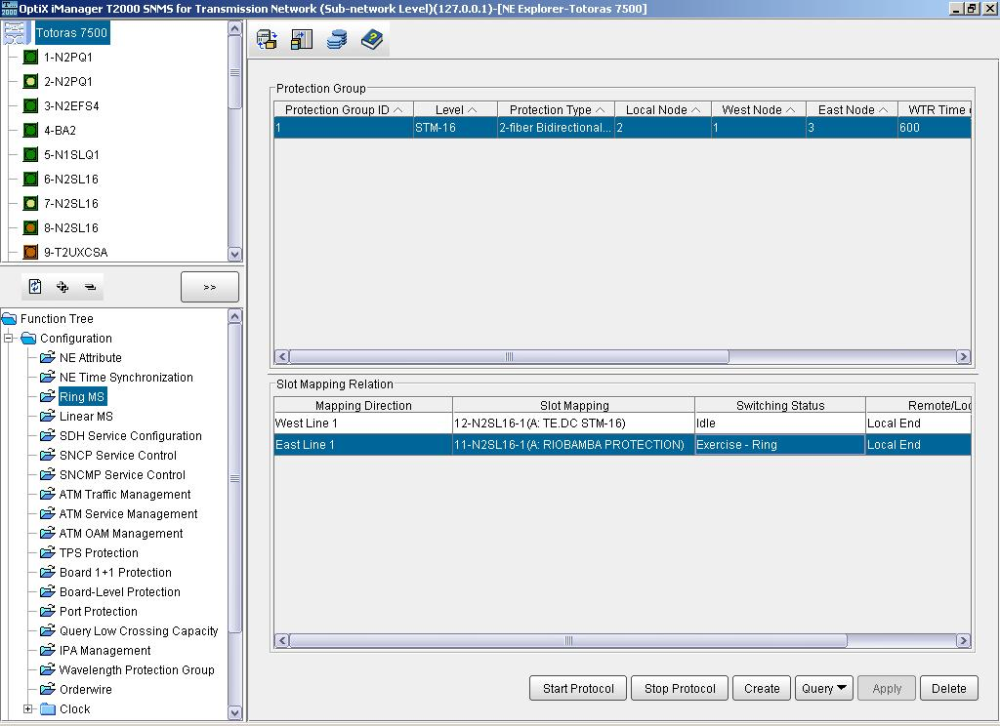 OptiX iManager T2000 SNMS for Transmission Network (Sub-network Level)(127.0.0.1)-[NE Explorer-Totoras 7500]
Totoras 7500
1-N2PQ1
2-N2PQ1
3-N2EFS4
4-BA2
5-N1SLQ1
6-N2SL16
7-N2SL16
8-N2SL16
9-T2UXCSA
>>
Function Tree
Configuration
NE Attribute
NE Time Synchronization
Ring MS
Linear MS
SDH Service Configuration
SNCP Service Control
SNCMP Service Control
ATM Traffic Management
ATM Service Management
ATM OAM Management
TPS Protection
Board 1+1 Protection
Board-Level Protection
Port Protection
Query Low Crossing Capacity
IPA Management
Wavelength Protection Group
Orderwire
Clock
Protection Group
Protection Group ID Level Protection Type Local Node West Node East Node WTR Time
1 STM-16 2-fiber Bidirectional... 2 1 3 600
Slot Mapping Relation
Mapping Direction Slot Mapping Switching Status Remote/Loc
West Line 1 12-N2SL16-1(A: TE.DC STM-16) Idle Local End
East Line 1 11-N2SL16-1(A: RIOBAMBA PROTECTION) Exercise - Ring Local End
Start Protocol Stop Protocol Create Query Apply Delete